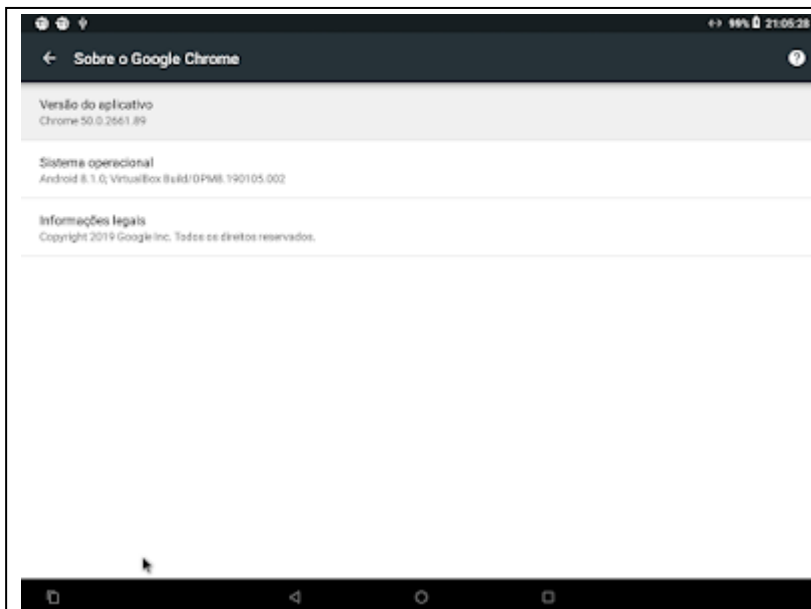 99% 21:05:28
Sobre o Google Chrome
Versão do aplicativo
Chrome 50.0.2661.89
Sistema operacional
Android 8.1.0; VirtualBox Build/OPM8.190105.002
Informações legais
Copyright 2019 Google Inc. Todos os direitos reservados.